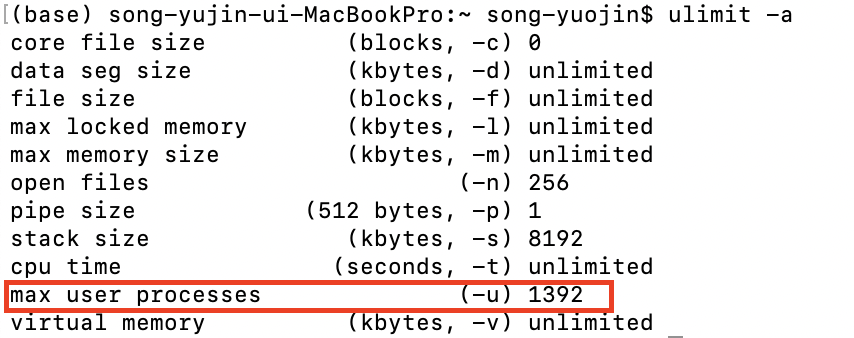 [(base) song-yujin-ui-MacBookPro:~ song-yuojin$ ulimit -a
core file size          (blocks, -c) 0
data seg size           (kbytes, -d) unlimited
file size               (blocks, -f) unlimited
max locked memory       (kbytes, -l) unlimited
max memory size         (kbytes, -m) unlimited
open files                      (-n) 256
pipe size            (512 bytes, -p) 1
stack size              (kbytes, -s) 8192
cpu time               (seconds, -t) unlimited
max user processes              (-u) 1392
virtual memory          (kbytes, -v) unlimited